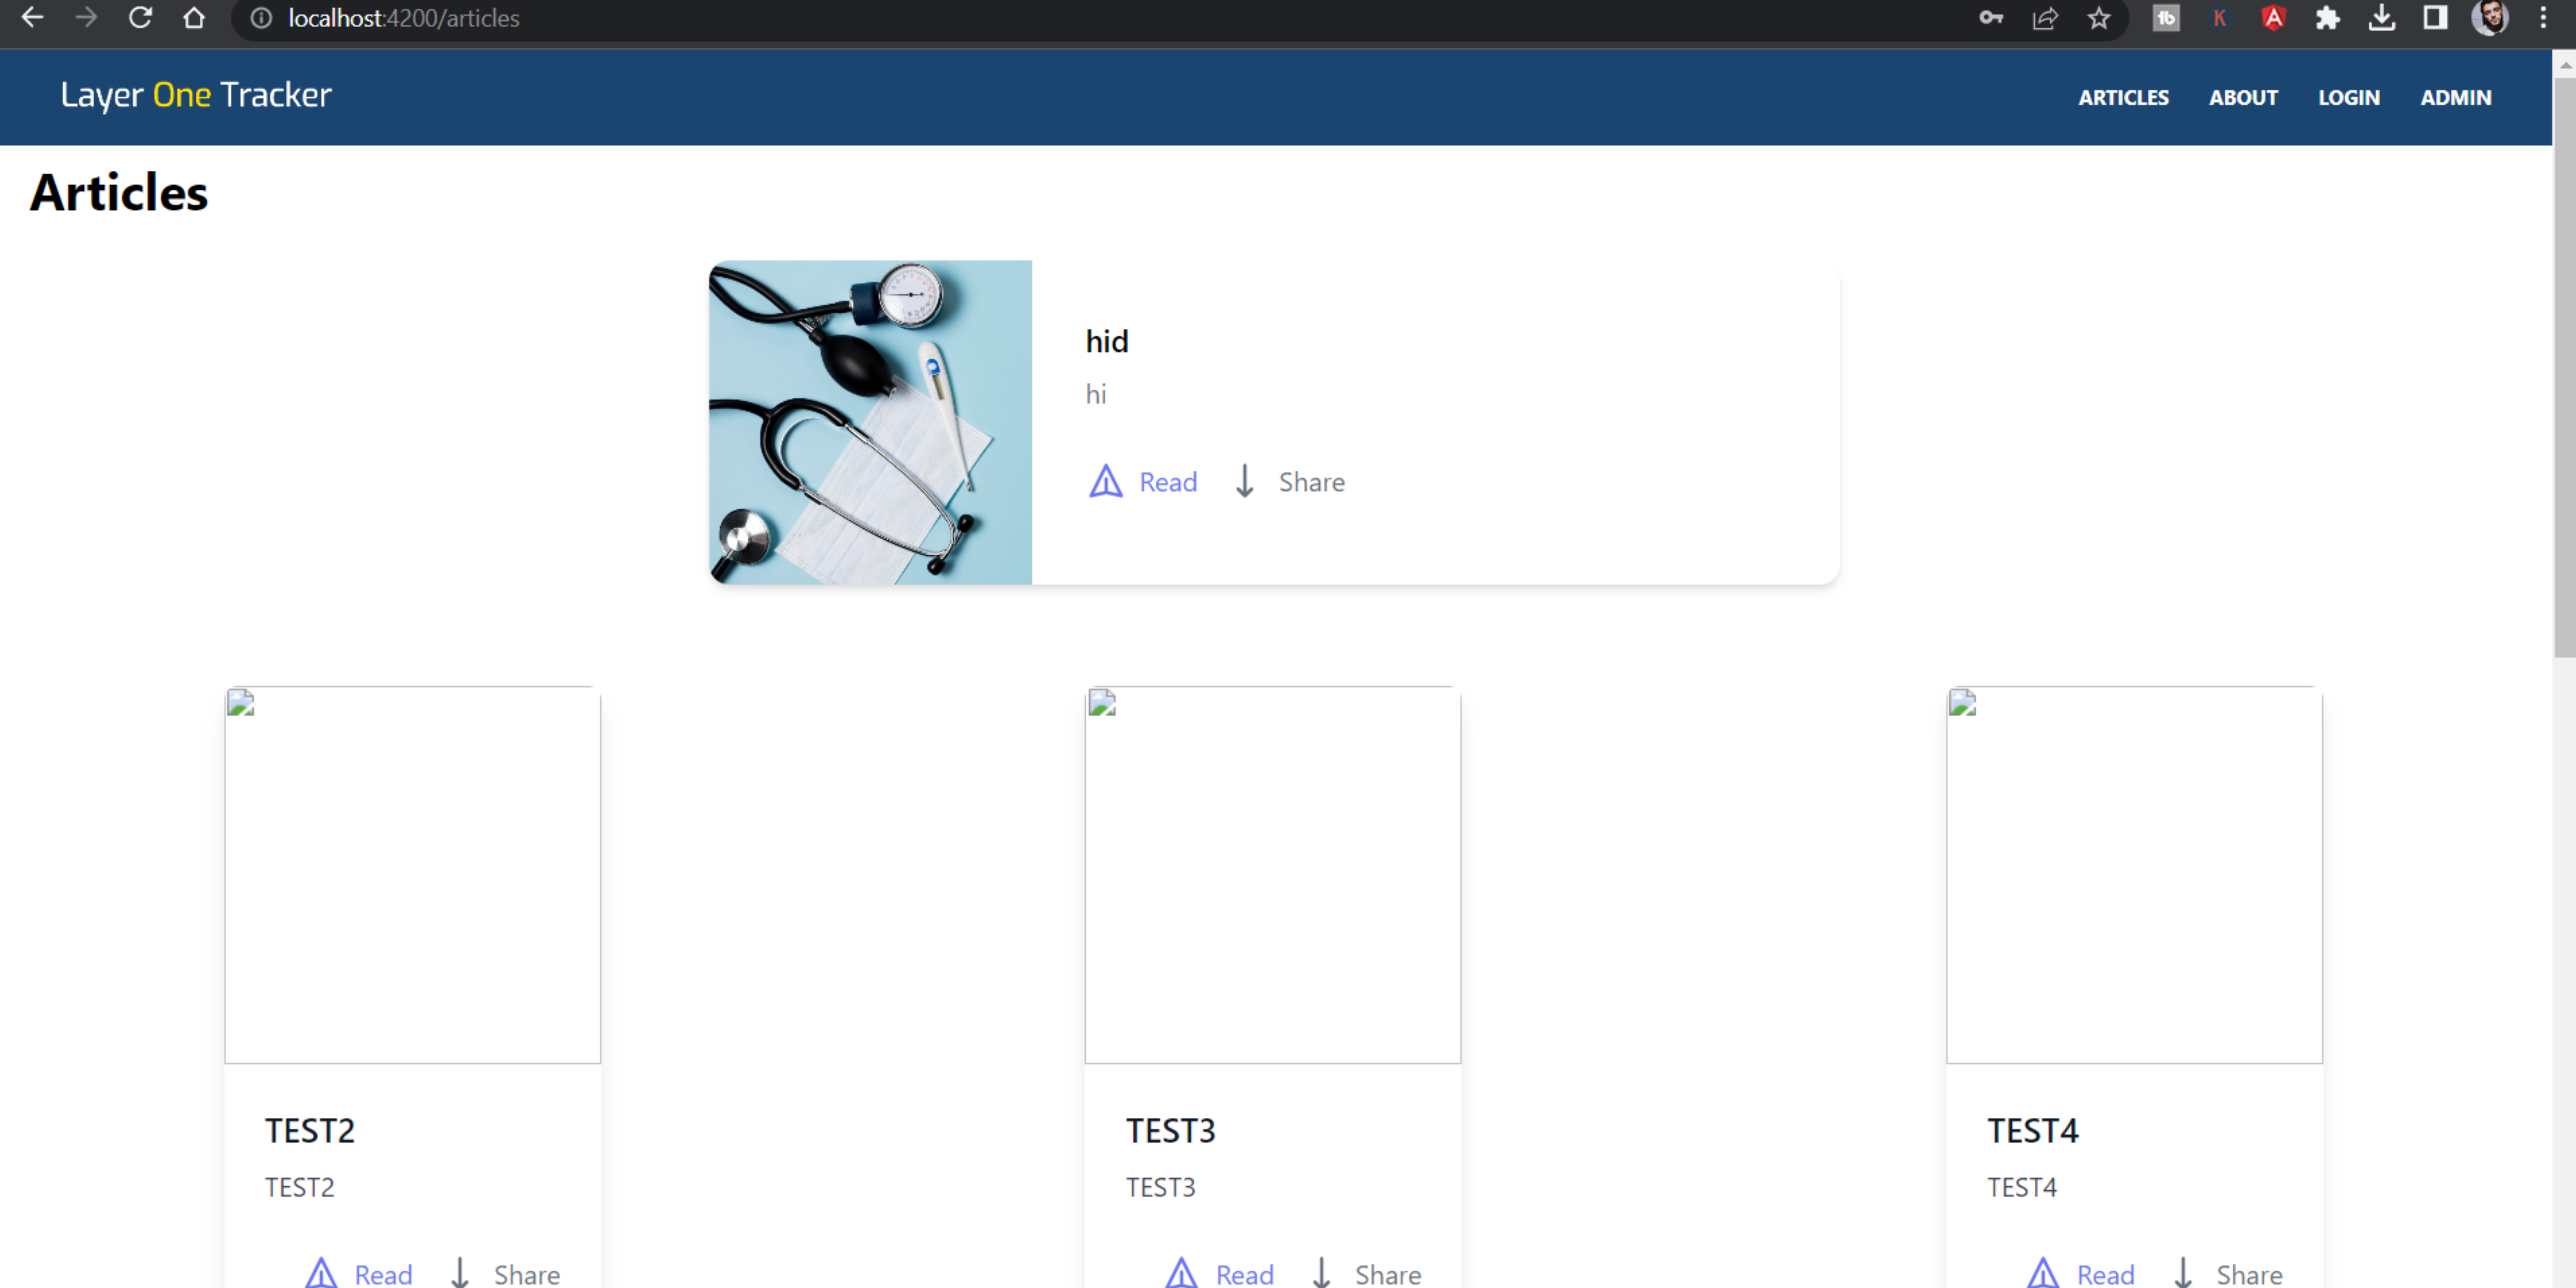 localhost:4200/articles
Layer One Tracker
ARTICLES ABOUT LOGIN ADMIN
Articles
hid
hi
Read Share
TEST2 TEST3 TEST4
TEST2 TEST3 TEST4
Read Share Read Share Read Share